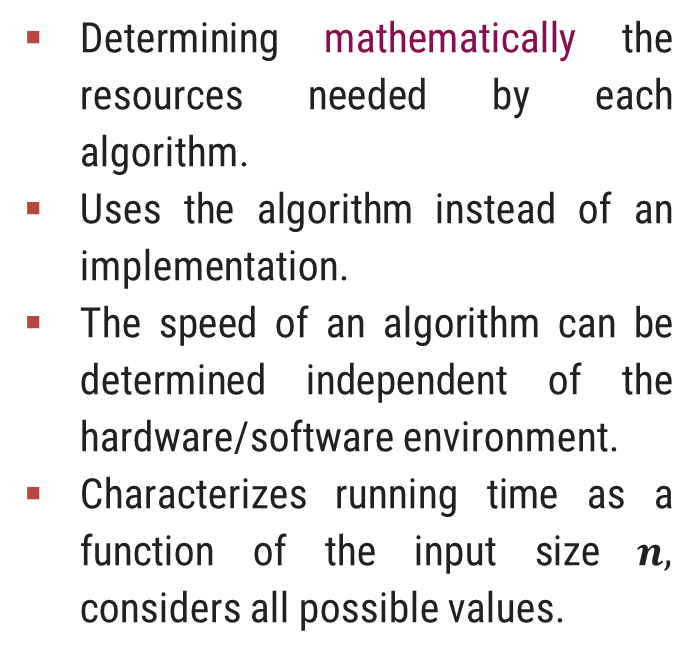 ▪ Determining mathematically the
resources needed by each
algorithm.
▪ Uses the algorithm instead of an
implementation.
▪ The speed of an algorithm can be
determined independent of the
hardware/software environment.
▪ Characterizes running time as a
function of the input size n,
considers all possible values.